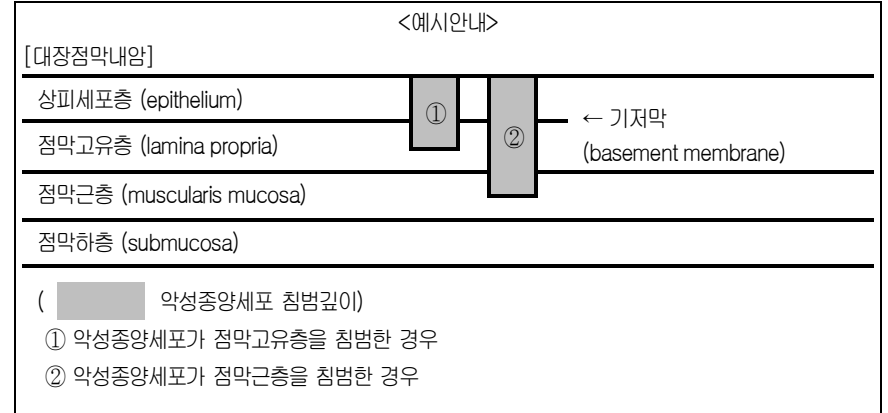 <예시안내>
[대장점막내암]
상피세포층 (epithelium)
①
② ← 기저막
점막고유층 (lamina propria)
(basement membrane)
점막근층 (muscularis mucosa)
점막하층 (submucosa)
( 악성종양세포 침범깊이)
① 악성종양세포가 점막고유층을 침범한 경우
② 악성종양세포가 점막근층을 침범한 경우